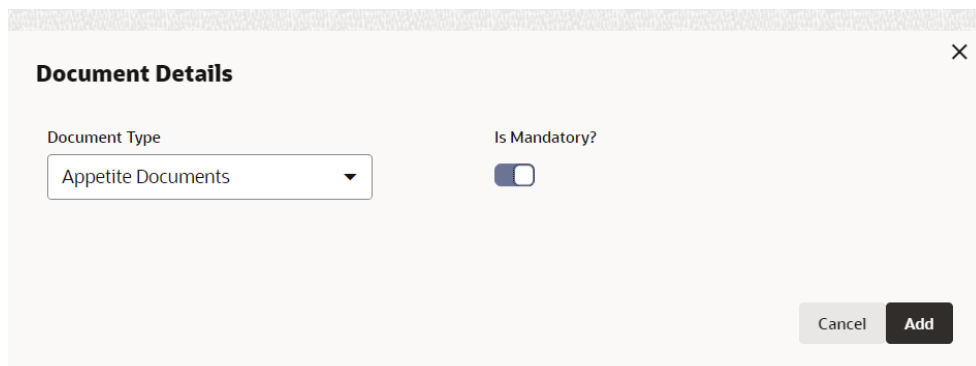 Document Details
Document Type
Is Mandatory?
Appetite Documents
Cancel
Add